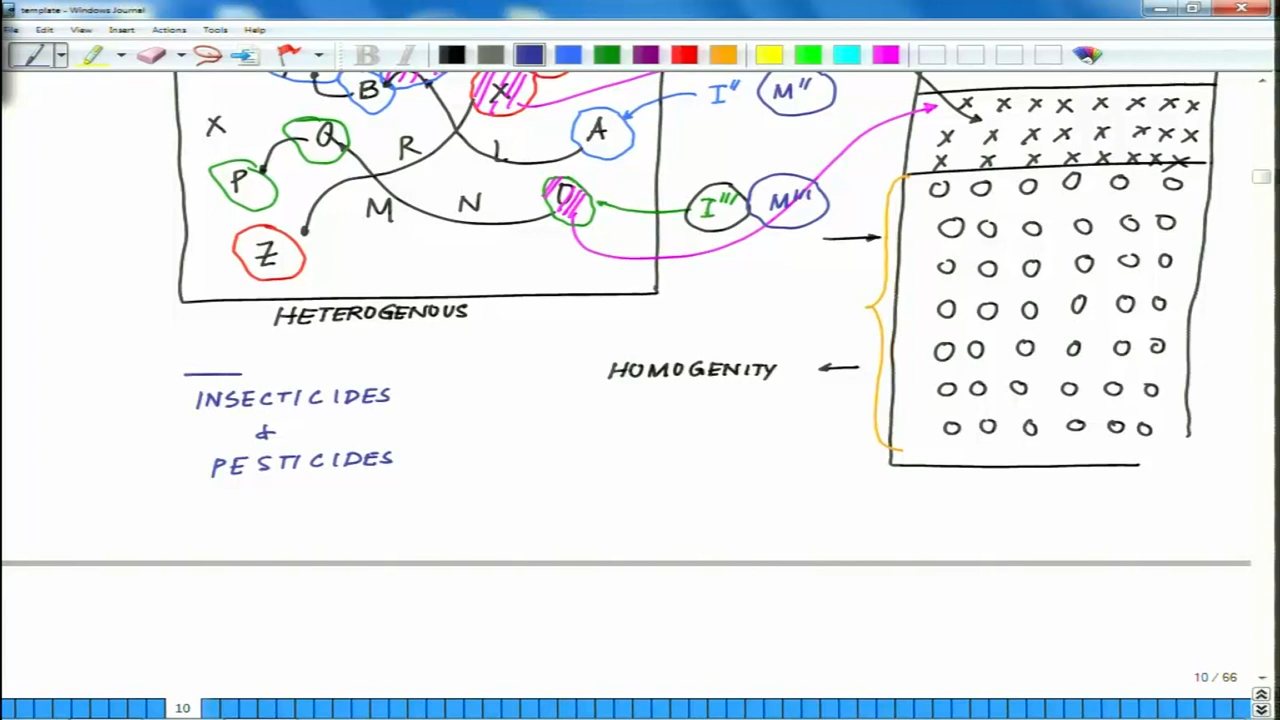 template - Windows Journal
File Edit View Insert Actions Tools Help
B I
B X I" M"
x x x x x x x x
X Q R L A
x x x x x x x x
x x x x x x x x
P M N O I''' M'''
O O O O O O
O O O O O O
Z
O O O O O O
HETEROGENOUS
O O O O O O
HOMOGENITY
O O O O O O
INSECTICIDES
O O O O O O
&
O O O O O O
PESTICIDES
10 / 66
10